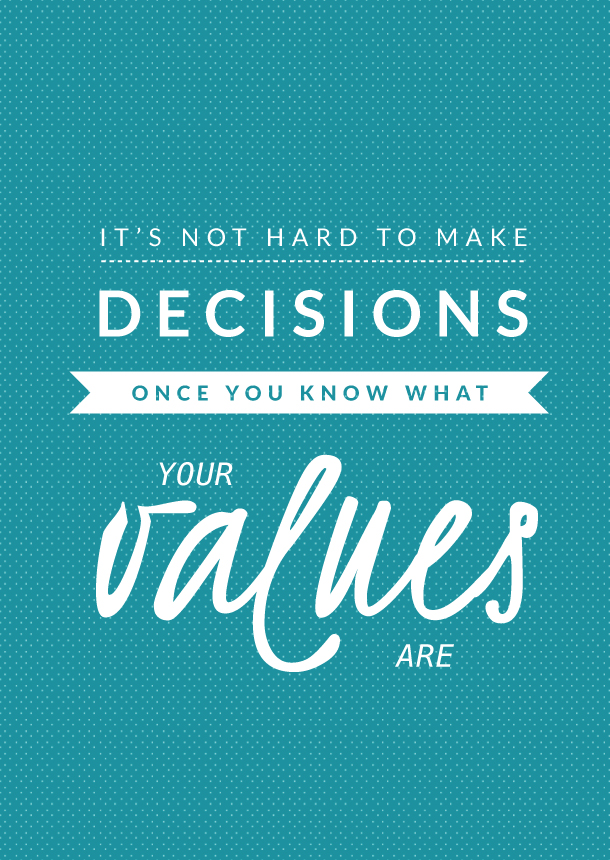 IT'S NOT HARD TO MAKE
DECISIONS
ONCE YOU KNOW WHAT
YOUR
values
ARE